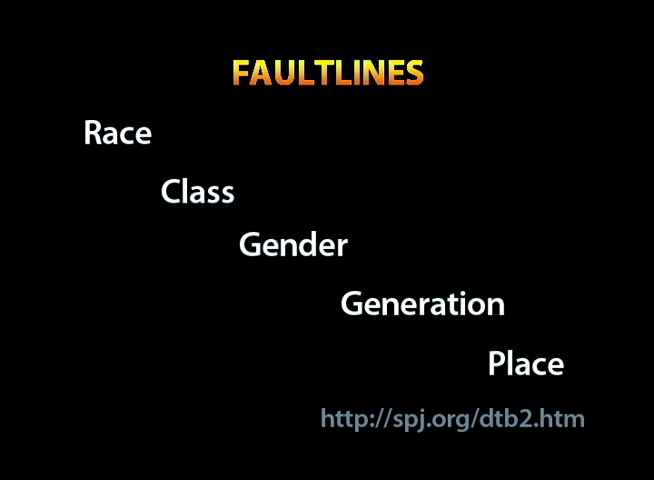 FAULTLINES
Race
Class
Gender
Generation
Place
http://spj.org/dtb2.htm